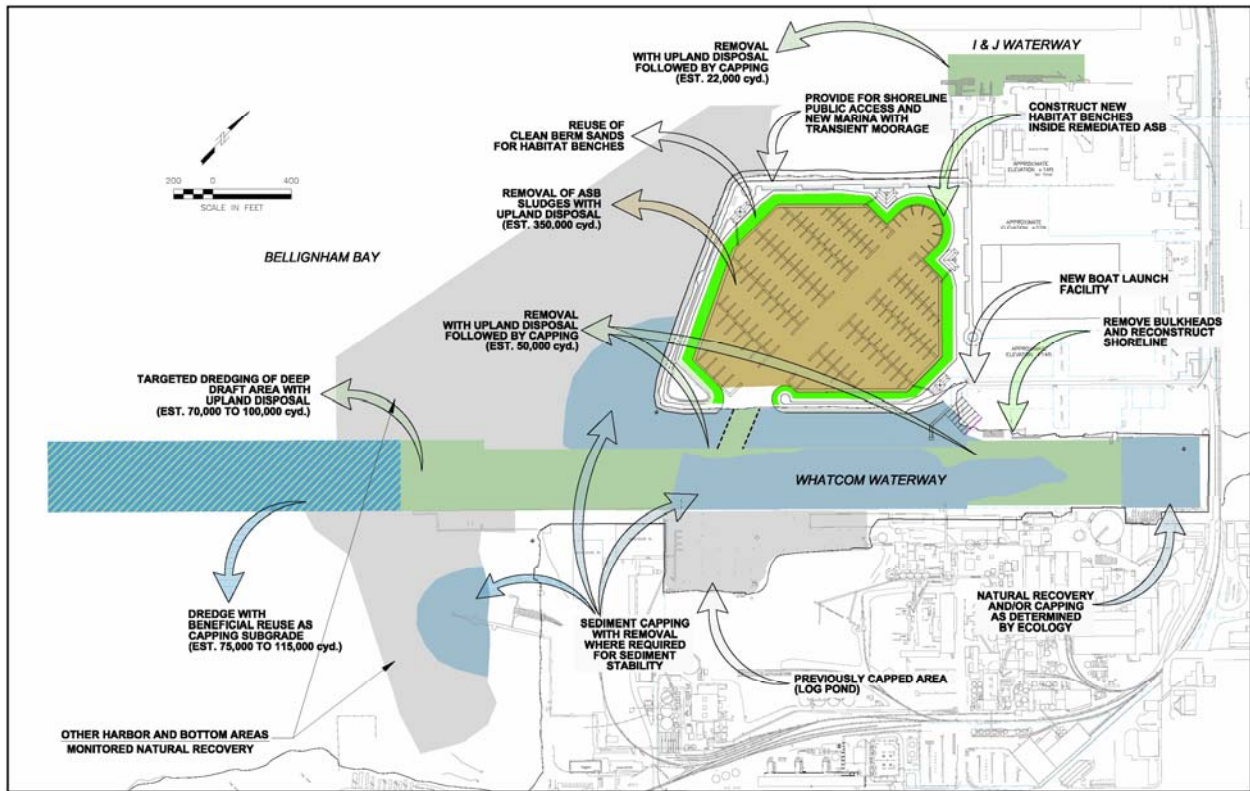 REMOVAL
WITH UPLAND DISPOSAL
FOLLOWED BY CAPPING
(EST. 22,000 cyd.)
I & J WATERWAY
PROVIDE FOR SHORELINE
PUBLIC ACCESS AND
NEW MARINA WITH
TRANSIENT MOORAGE
CONSTRUCT NEW
HABITAT BENCHES
INSIDE REMEDIATED ASB
REUSE OF
CLEAN BERM SANDS
FOR HABITAT BENCHES
200 0 400
SCALE IN FEET
REMOVAL OF ASB
SLUDGES WITH
UPLAND DISPOSAL
(EST. 350,000 cyd.)
APPROXIMATE
APPROXIMATE
BELLIGNHAM BAY
NEW BOAT LAUNCH
FACILITY
REMOVAL
WITH UPLAND DISPOSAL
FOLLOWED BY CAPPING
(EST. 50,000 cyd.)
REMOVE BULKHEADS
AND RECONSTRUCT
SHORELINE
TARGETED DREDGING OF DEEP
DRAFT AREA WITH
UPLAND DISPOSAL
(EST. 70,000 TO 100,000 cyd.)
WHATCOM WATERWAY
DREDGE WITH
BENEFICIAL REUSE AS
CAPPING SUBGRADE
(EST. 75,000 TO 115,000 cyd.)
SEDIMENT CAPPING
WITH REMOVAL
WHERE REQUIRED
FOR SEDIMENT
STABILITY
NATURAL RECOVERY
AND/OR CAPPING
AS DETERMINED
BY ECOLOGY
PREVIOUSLY CAPPED AREA
(LOG POND)
OTHER HARBOR AND BOTTOM AREAS
MONITORED NATURAL RECOVERY